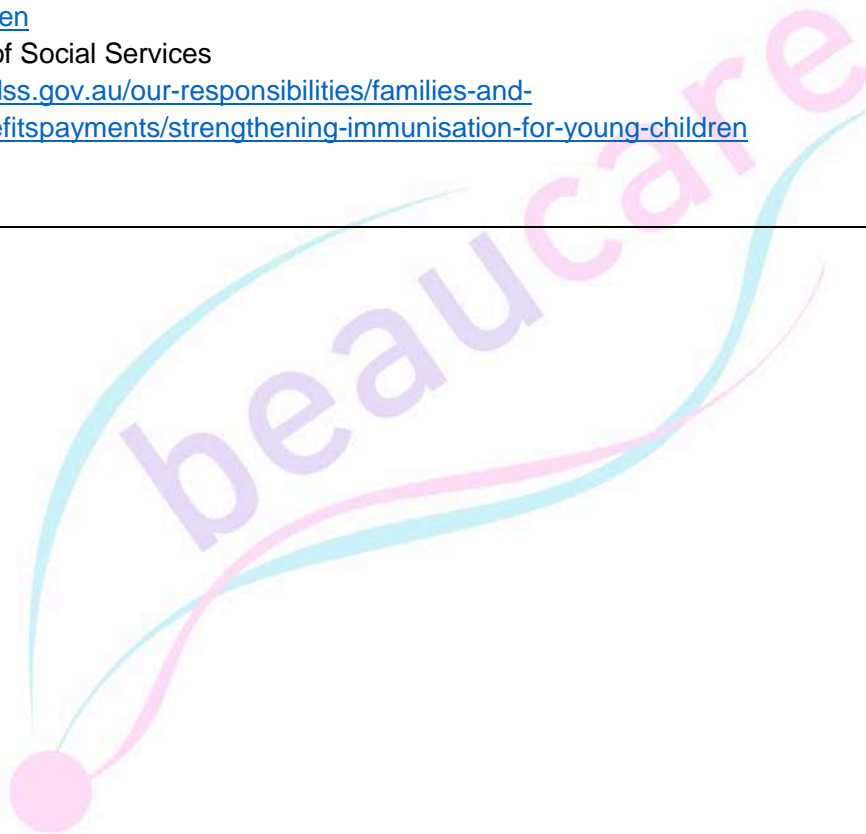 en
of Social Services
lss.gov.au/our-responsibilities/families-and-
efitspayments/strengthening-immunisation-for-young-children
beaucare